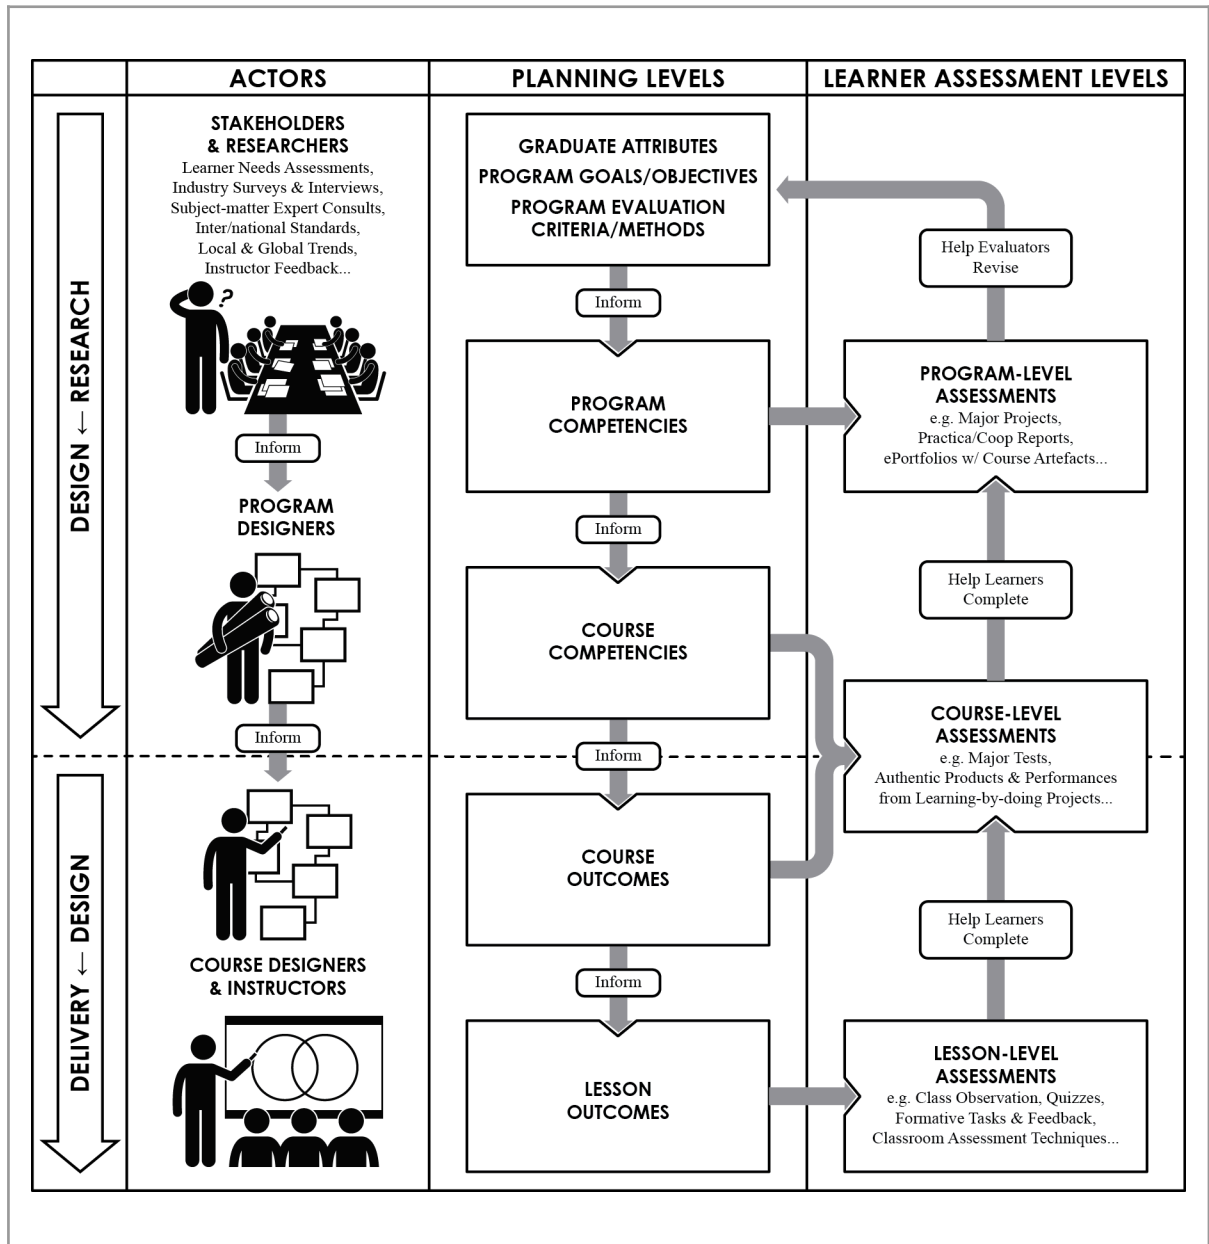 ACTORS
PLANNING LEVELS
LEARNER ASSESSMENT LEVELS
DESIGN ← RESEARCH
DELIVERY ← DESIGN
STAKEHOLDERS
& RESEARCHERS
Learner Needs Assessments,
Industry Surveys & Interviews,
Subject-matter Expert Consults,
Inter/national Standards,
Local & Global Trends,
Instructor Feedback...
?
Inform
PROGRAM
DESIGNERS
Inform
COURSE DESIGNERS
& INSTRUCTORS
GRADUATE ATTRIBUTES
PROGRAM GOALS/OBJECTIVES
PROGRAM EVALUATION
CRITERIA/METHODS
Inform
PROGRAM
COMPETENCIES
Inform
COURSE
COMPETENCIES
Inform
COURSE
OUTCOMES
Inform
LESSON
OUTCOMES
Help Evaluators
Revise
PROGRAM-LEVEL
ASSESSMENTS
e.g. Major Projects,
Practica/Coop Reports,
ePortfolios w/ Course Artefacts...
Help Learners
Complete
COURSE-LEVEL
ASSESSMENTS
e.g. Major Tests,
Authentic Products & Performances
from Learning-by-doing Projects...
Help Learners
Complete
LESSON-LEVEL
ASSESSMENTS
e.g. Class Observation, Quizzes,
Formative Tasks & Feedback,
Classroom Assessment Techniques...